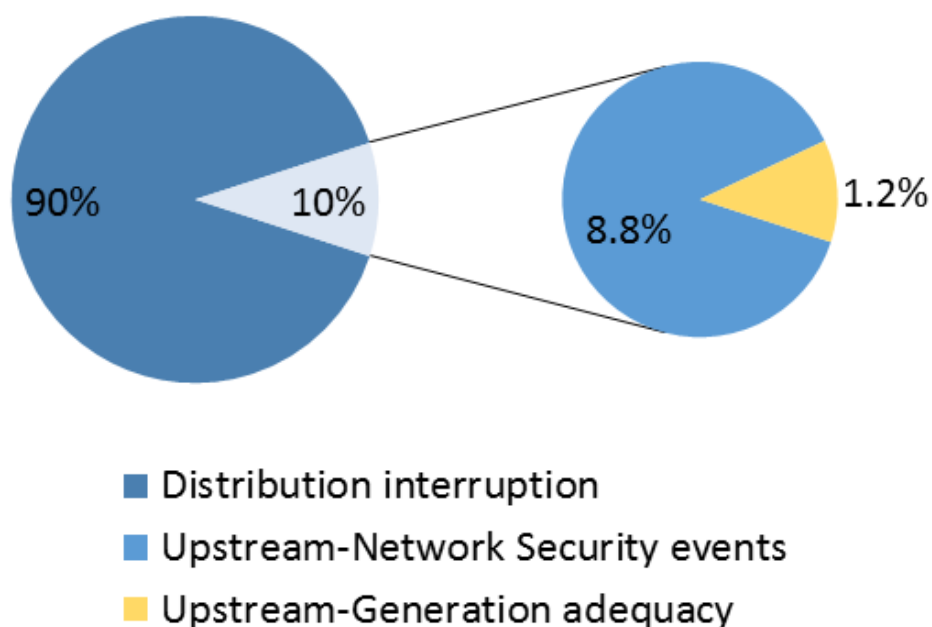 90%
10%
8.8%
1.2%
Distribution interruption
Upstream-Network Security events
Upstream-Generation adequacy